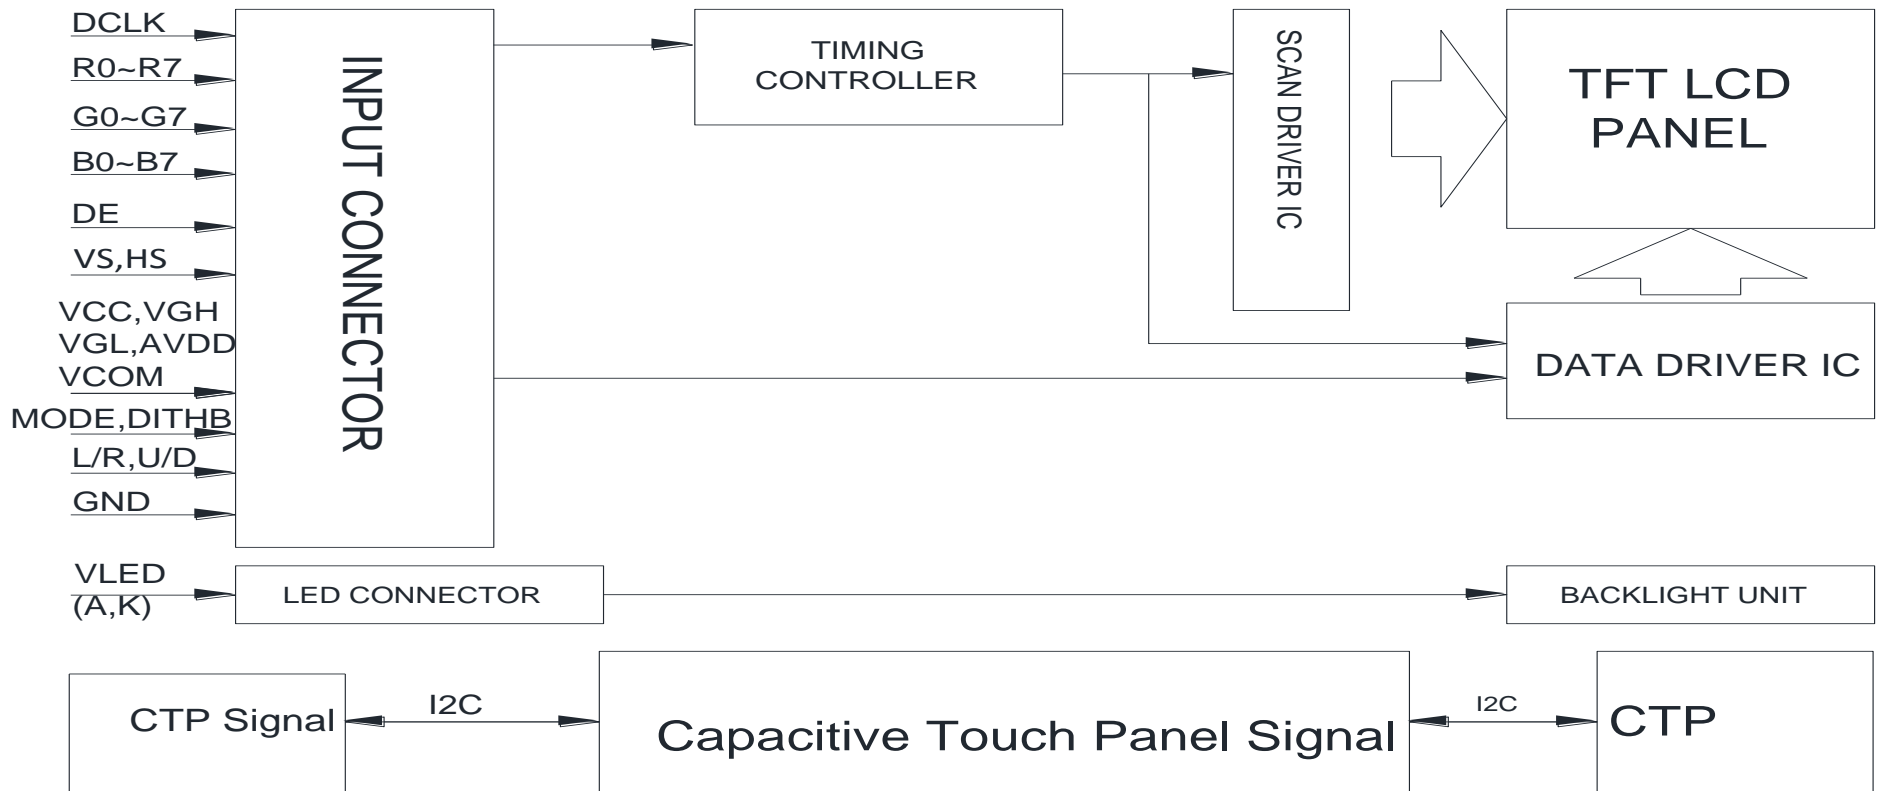 DCLK
R0~R7
G0~G7
B0~B7
DE
VS,HS
VCC,VGH
VGL,AVDD
VCOM
MODE,DITHB
L/R,U/D
GND
INPUT CONNECTOR
TIMING
CONTROLLER
SCAN DRIVER IC
TFT LCD
PANEL
DATA DRIVER IC
VLED
(A,K)
LED CONNECTOR
BACKLIGHT UNIT
CTP Signal
I2C
Capacitive Touch Panel Signal
I2C
CTP